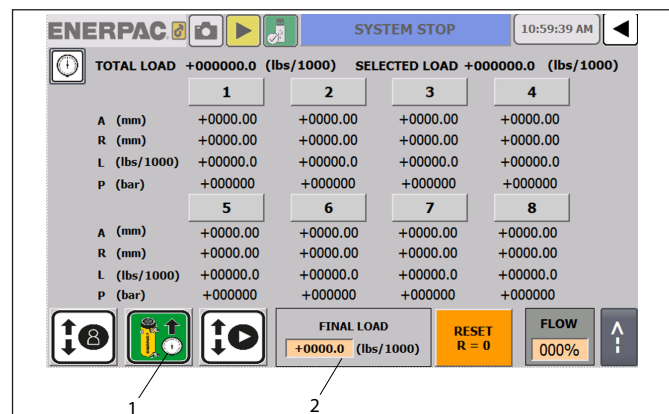 ENERPAC SYSTEM STOP 10:59:39 AM
TOTAL LOAD +000000.0 (lbs/1000) SELECTED LOAD +000000.0 (lbs/1000)
1 2 3 4
A (mm) +0000.00 +0000.00 +0000.00 +0000.00
R (mm) +0000.00 +0000.00 +0000.00 +0000.00
L (lbs/1000) +00000.0 +00000.0 +00000.0 +00000.0
P (bar) +000000 +000000 +000000 +000000
5 6 7 8
A (mm) +0000.00 +0000.00 +0000.00 +0000.00
R (mm) +0000.00 +0000.00 +0000.00 +0000.00
L (lbs/1000) +00000.0 +00000.0 +00000.0 +00000.0
P (bar) +000000 +000000 +000000 +000000
FINAL LOAD
+0000.0 (lbs/1000)
RESET
R = 0
FLOW
000%
1 2